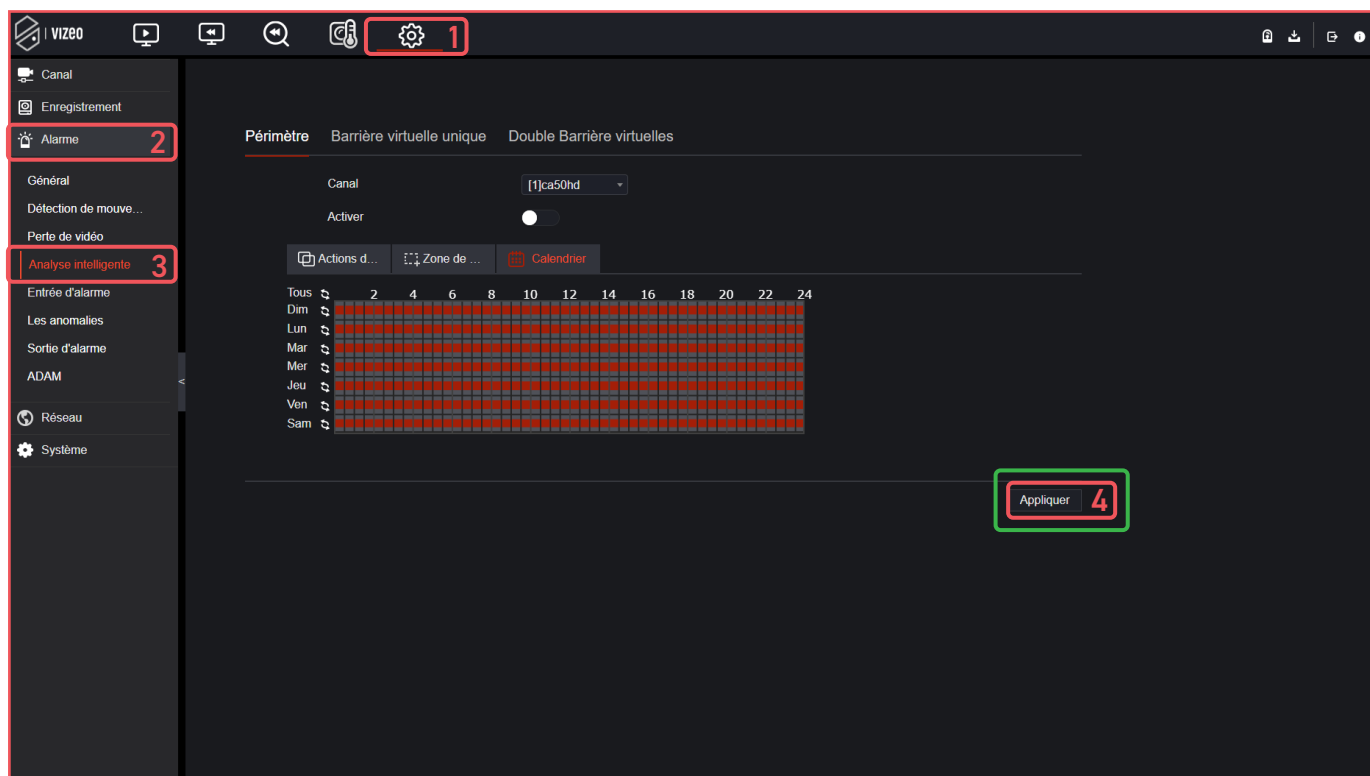 VIZEO
1
Canal
Enregistrement
Alarme 2
Général
Détection de mouve...
Perte de vidéo
Analyse intelligente 3
Entrée d'alarme
Les anomalies
Sortie d'alarme
ADAM
Réseau
Système
<
Périmètre Barrière virtuelle unique Double Barrière virtuelles
Canal [1]ca50hd
Activer
Actions d... Zone de ... Calendrier
Tous 2 4 6 8 10 12 14 16 18 20 22 24
Dim
Lun
Mar
Mer
Jeu
Ven
Sam
Appliquer 4